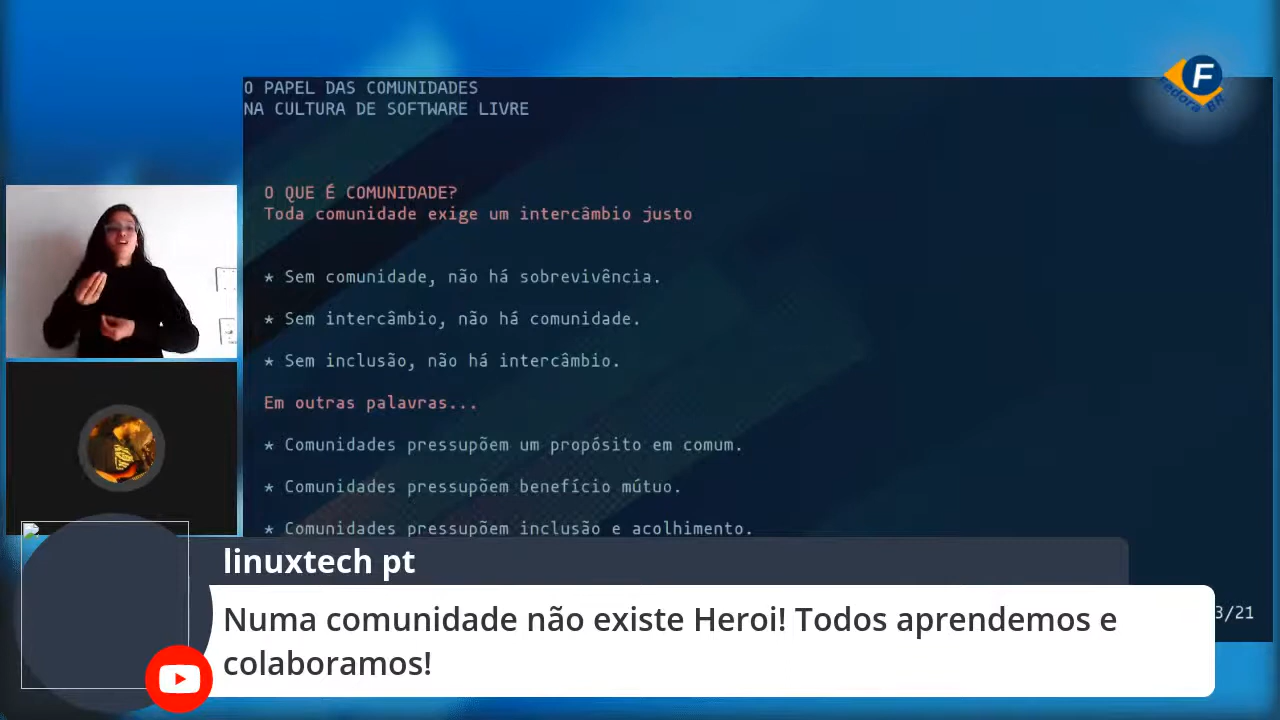 O PAPEL DAS COMUNIDADES
NA CULTURA DE SOFTWARE LIVRE
F
Fedora BR
O QUE É COMUNIDADE?
Toda comunidade exige um intercâmbio justo
* Sem comunidade, não há sobrevivência.
* Sem intercâmbio, não há comunidade.
* Sem inclusão, não há intercâmbio.
Em outras palavras...
* Comunidades pressupõem um propósito em comum.
* Comunidades pressupõem benefício mútuo.
* Comunidades pressupõem inclusão e acolhimento.
linuxtech pt
Numa comunidade não existe Heroi! Todos aprendemos e
colaboramos!
3/21